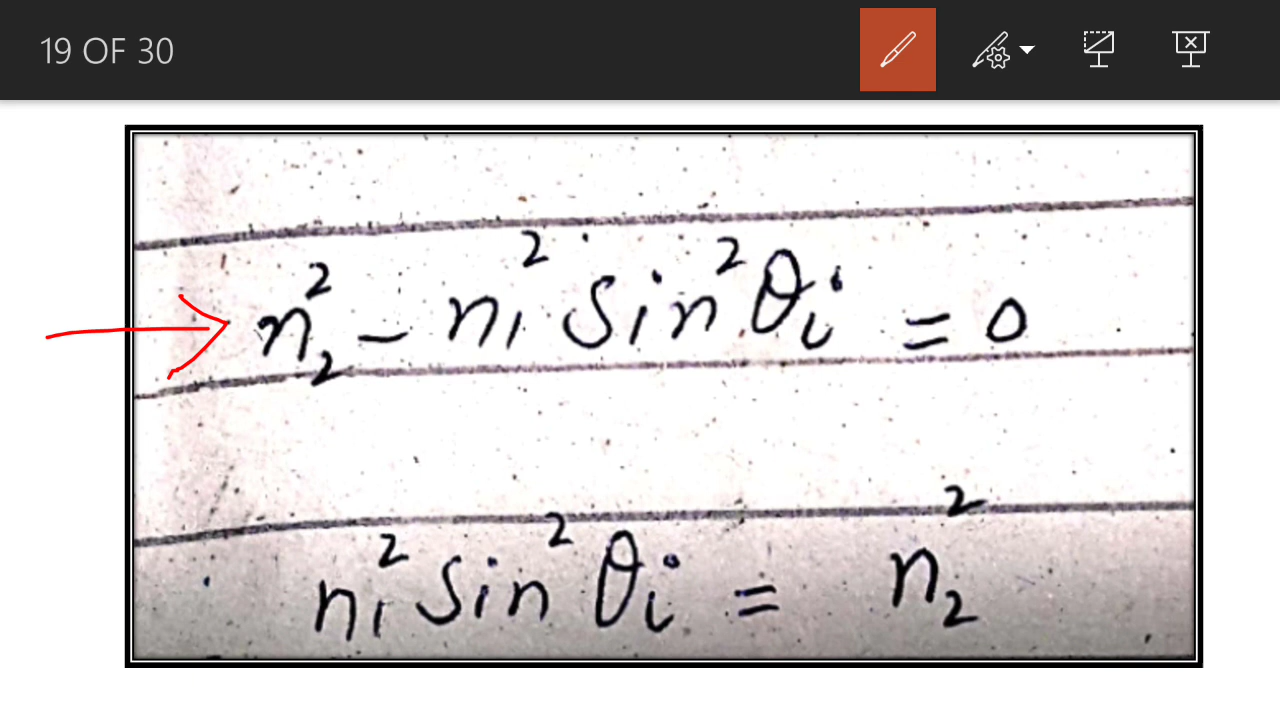 19 OF 30
n₂² - n₁² sin²θi = 0
n₁² sin²θi = n₂²